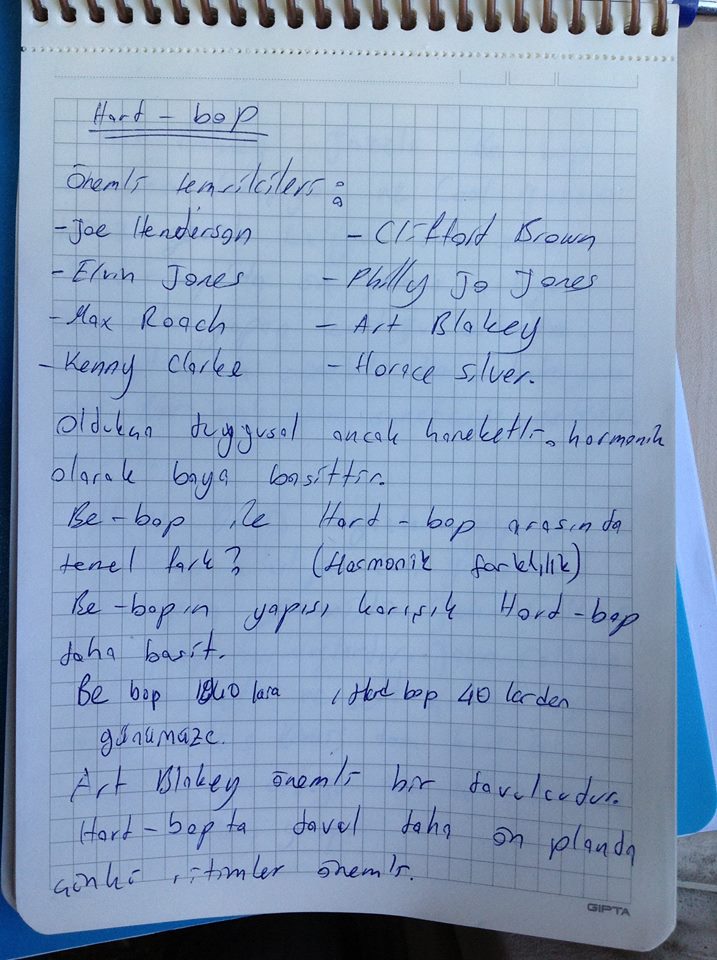 Hard - bop
Önemli temsilcileri :
- Joe Henderson - Clifford Brown
- Elvin Jones - Philly Jo Jones
- Max Roach - Art Blakey
- Kenny Clarke - Horace Silver.
Oldukça duygusal ancak hareketli, harmonik
olarak baya basittir.
Be-bop ile Hard-bop arasında
temel fark? (Harmonik farklılık)
Be-bop.ın yapısı karışık Hard-bop
daha basit.
Be bop 1940 lara , Hard bop 40 larden
günümüze.
Art Blakey önemli bir davulcudur.
Hard-bop ta davul daha ön planda
çünkü ritimler önemli.
GIPTA